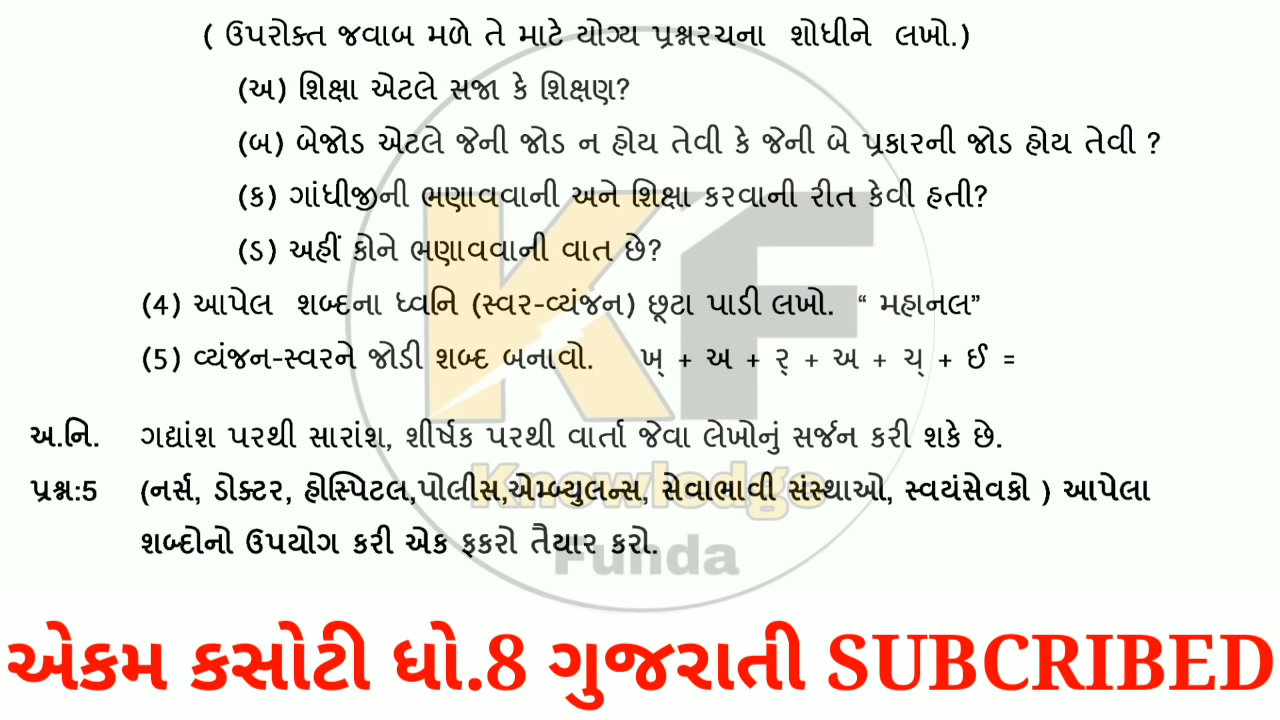 ( ઉપરોક્ત જવાબ મળે તે માટે યોગ્ય પ્રશ્નરચના શોધીને લખો.)
(અ) શિક્ષા એટલે સજા કે શિક્ષણ?
(બ) બેજોડ એટલે જેની જોડ ન હોય તેવી કે જેની બે પ્રકારની જોડ હોય તેવી ?
(ક) ગાંધીજીની ભણાવવાની અને શિક્ષા કરવાની રીત કેવી હતી?
(ડ) અહીં કોને ભણાવવાની વાત છે?
(4) આપેલ શબ્દના ધ્વનિ (સ્વર-વ્યંજન) છૂટા પાડી લખો. “ મહાનલ”
(5) વ્યંજન-સ્વરને જોડી શબ્દ બનાવો. ખ્ + અ + ર્ + અ + ચ્ + ઈ =
અ.નિ. ગદ્યાંશ પરથી સારાંશ, શીર્ષક પરથી વાર્તા જેવા લેખોનું સર્જન કરી શકે છે.
પ્રશ્ન:5 (નર્સ, ડોક્ટર, હોસ્પિટલ,પોલીસ,એમ્બ્યુલન્સ, સેવાભાવી સંસ્થાઓ, સ્વયંસેવકો ) આપેલા
શબ્દોનો ઉપયોગ કરી એક ફકરો તૈયાર કરો.
KF
Knowledge
Funda
એકમ કસોટી ધો.8 ગુજરાતી SUBCRIBED